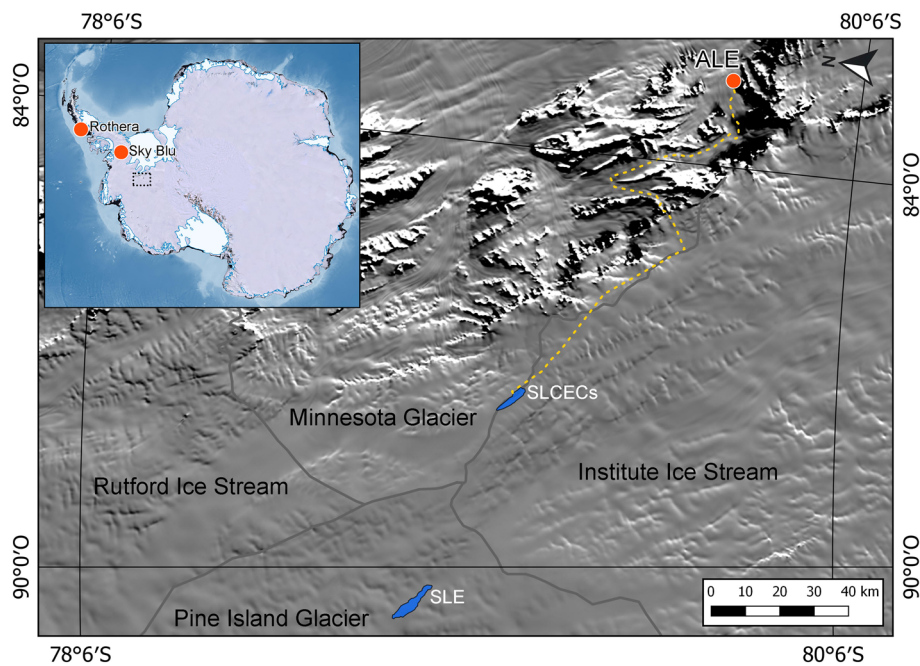 78°6'S
80°6'S
84°0'O
N
ALE
Rothera
Sky Blu
84°0'O
SLCECs
Minnesota Glacier
Institute Ice Stream
Rutford Ice Stream
90°0'O
90°0'O
SLE
Pine Island Glacier
0 10 20 30 40 km
78°6'S
80°6'S